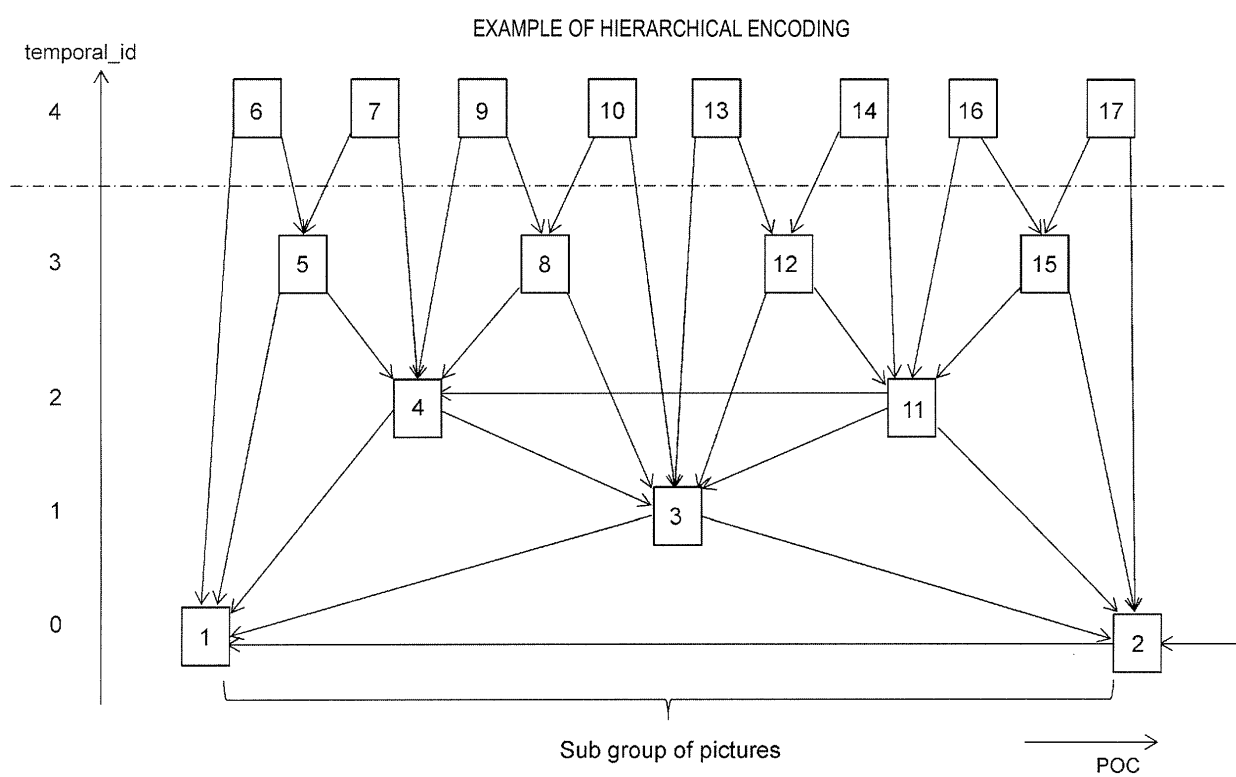 EXAMPLE OF HIERARCHICAL ENCODING
temporal_id
4 6 7 9 10 13 14 16 17
3 5 8 12 15
2 4 11
1 3
0 1 2
Sub group of pictures
POC